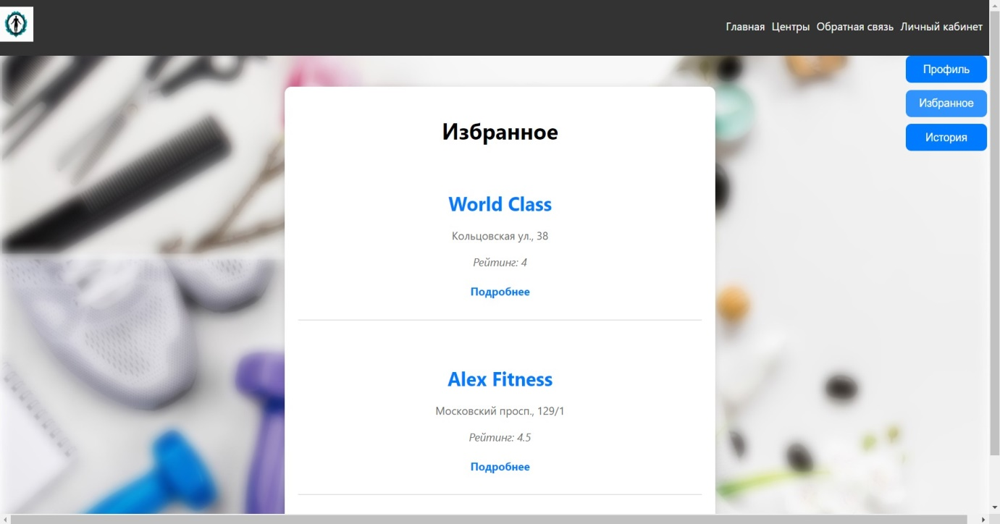 Главная Центры Обратная связь Личный кабинет
Профиль
Избранное
История
Избранное
World Class
Кольцовская ул., 38
Рейтинг: 4
Подробнее
Alex Fitness
Московский просп., 129/1
Рейтинг: 4.5
Подробнее